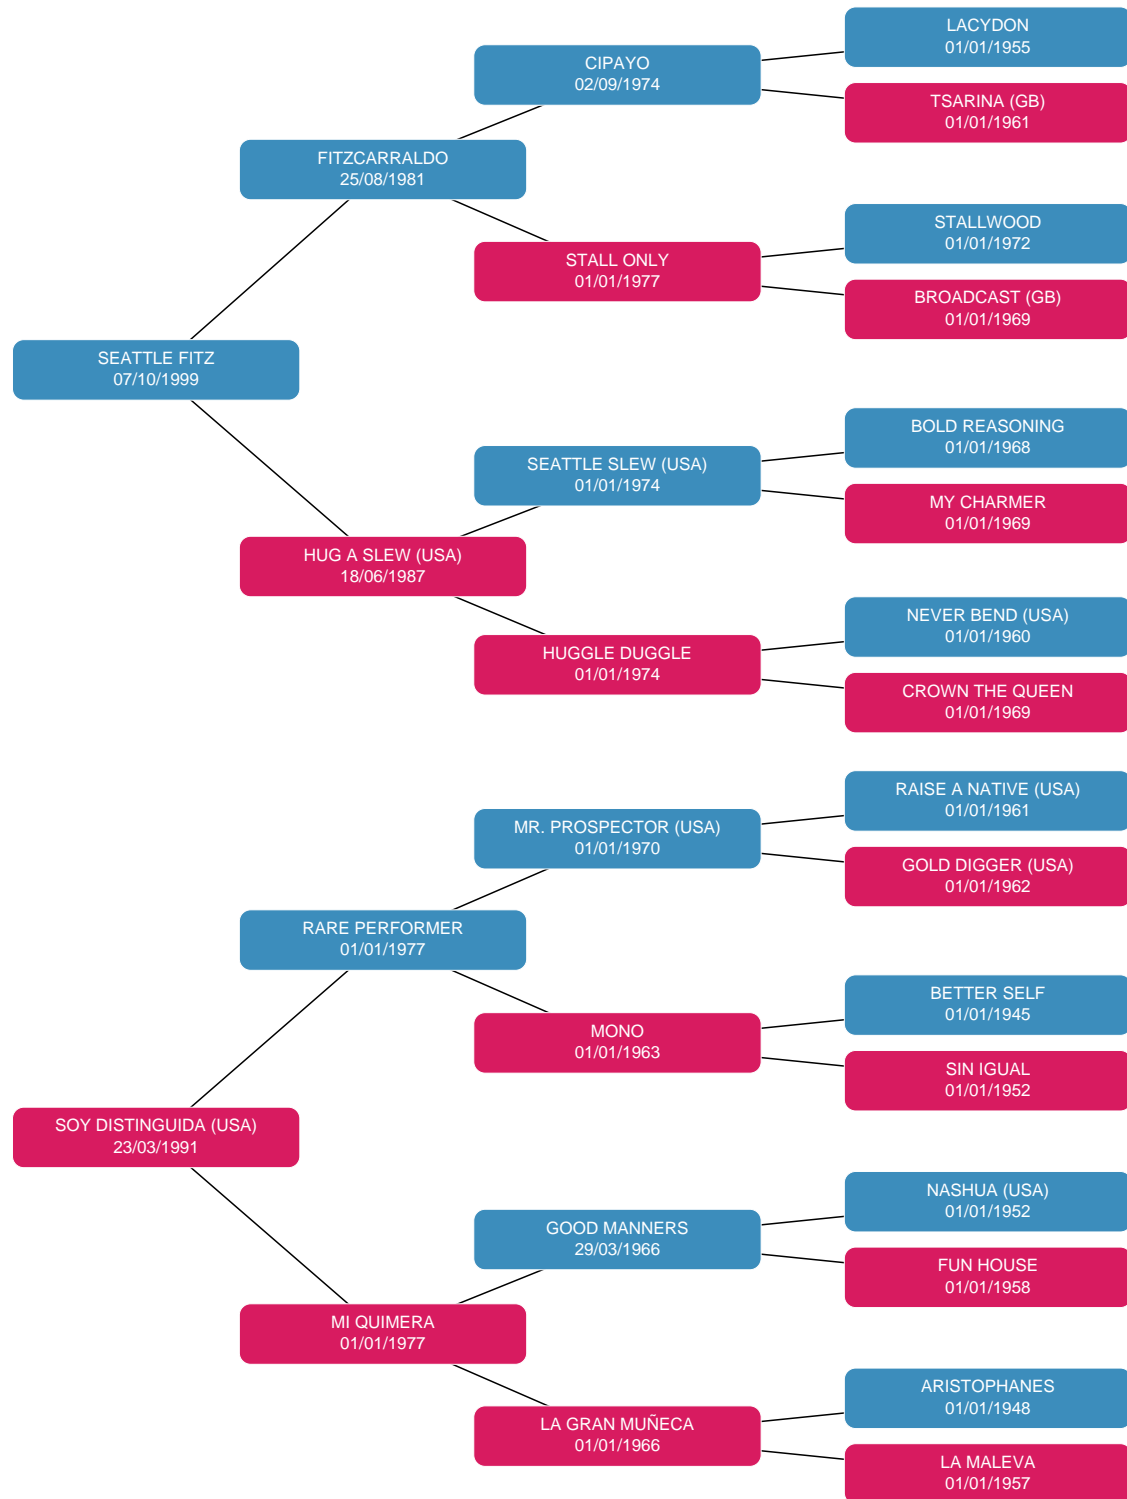 LACYDON
01/01/1955
CIPAYO
02/09/1974
TSARINA (GB)
01/01/1961
FITZCARRALDO
25/08/1981
STALLWOOD
01/01/1972
STALL ONLY
01/01/1977
BROADCAST (GB)
01/01/1969
SEATTLE FITZ
07/10/1999
BOLD REASONING
01/01/1968
SEATTLE SLEW (USA)
01/01/1974
MY CHARMER
01/01/1969
HUG A SLEW (USA)
18/06/1987
NEVER BEND (USA)
01/01/1960
HUGGLE DUGGLE
01/01/1974
CROWN THE QUEEN
01/01/1969
RAISE A NATIVE (USA)
01/01/1961
MR. PROSPECTOR (USA)
01/01/1970
GOLD DIGGER (USA)
01/01/1962
RARE PERFORMER
01/01/1977
BETTER SELF
01/01/1945
MONO
01/01/1963
SIN IGUAL
01/01/1952
SOY DISTINGUIDA (USA)
23/03/1991
NASHUA (USA)
01/01/1952
GOOD MANNERS
29/03/1966
FUN HOUSE
01/01/1958
MI QUIMERA
01/01/1977
ARISTOPHANES
01/01/1948
LA GRAN MUÑECA
01/01/1966
LA MALEVA
01/01/1957